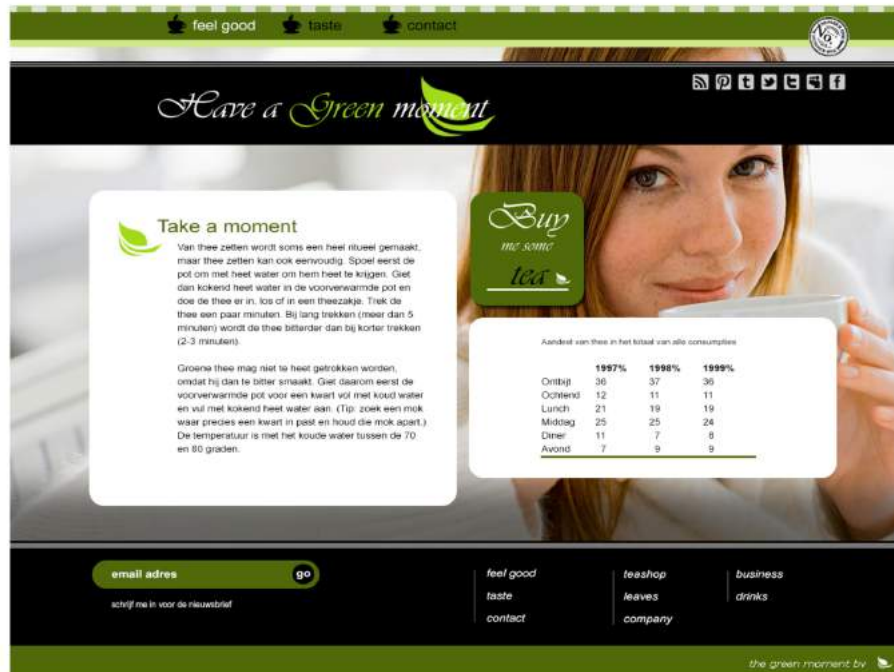 feel good taste contact
No
Have a Green moment
Take a moment
Van thee zetten wordt soms een heel ritueel gemaakt,
maar thee zetten kan ook eenvoudig. Spoel eerst de
pot om met heet water om hem heet te krijgen. Giet
dan kokend heet water in de voorverwarmde pot en
doe de thee er in, los of in een theezakje. Trek de
thee een paar minuten. Bij lang trekken (meer dan 5
minuten) wordt de thee bitterder dan bij korter trekken
(2-3 minuten).
Groene thee mag niet te heet getrokken worden,
omdat hij dan te bitter smaakt. Giet daarom eerst de
voorverwarmde pot voor een kwart vol met koud water
en vul met kokend heet water aan. (Tip: zoek een mok
waar precies een kwart in past en houd die mok apart.)
De temperatuur is met het koude water tussen de 70
en 80 graden.
Buy
me some
tea
Aandeel van thee in het totaal van alle consumpties
1997% 1998% 1999%
Ontbijt 36 37 36
Ochtend 12 11 11
Lunch 21 19 19
Middag 25 25 24
Diner 11 7 8
Avond 7 9 9
email adres go
schrijf me in voor de nieuwsbrief
feel good teashop business
taste leaves drinks
contact company
the green moment bv